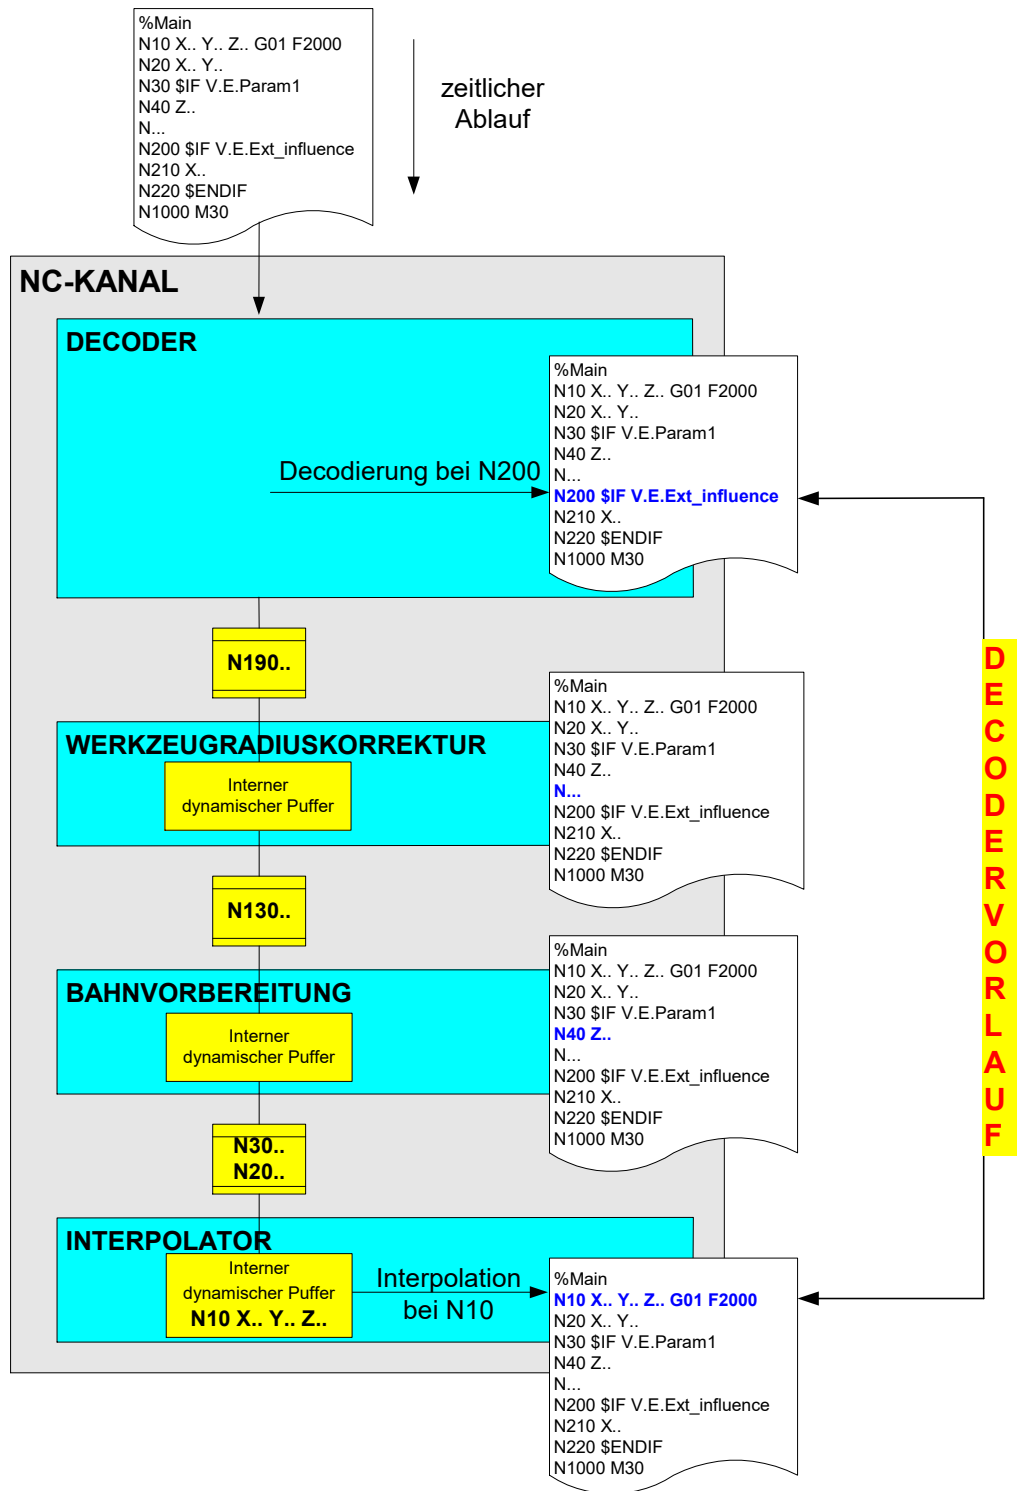 %Main
N10 X.. Y.. Z.. G01 F2000
N20 X.. Y..
N30 $IF V.E.Param1
N40 Z..
N...
N200 $IF V.E.Ext_influence
N210 X..
N220 $ENDIF
N1000 M30
zeitlicher
Ablauf
NC-KANAL
DECODER
Decodierung bei N200
%Main
N10 X.. Y.. Z.. G01 F2000
N20 X.. Y..
N30 $IF V.E.Param1
N40 Z..
N...
N200 $IF V.E.Ext_influence
N210 X..
N220 $ENDIF
N1000 M30
N190..
WERKZEUGRADIUSKORREKTUR
Interner
dynamischer Puffer
%Main
N10 X.. Y.. Z.. G01 F2000
N20 X.. Y..
N30 $IF V.E.Param1
N40 Z..
N...
N200 $IF V.E.Ext_influence
N210 X..
N220 $ENDIF
N1000 M30
N130..
BAHNVORBEREITUNG
Interner
dynamischer Puffer
%Main
N10 X.. Y.. Z.. G01 F2000
N20 X.. Y..
N30 $IF V.E.Param1
N40 Z..
N...
N200 $IF V.E.Ext_influence
N210 X..
N220 $ENDIF
N1000 M30
N30..
N20..
INTERPOLATOR
Interner
dynamischer Puffer
N10 X.. Y.. Z..
Interpolation
bei N10
%Main
N10 X.. Y.. Z.. G01 F2000
N20 X.. Y..
N30 $IF V.E.Param1
N40 Z..
N...
N200 $IF V.E.Ext_influence
N210 X..
N220 $ENDIF
N1000 M30
DECODERVORLAUF